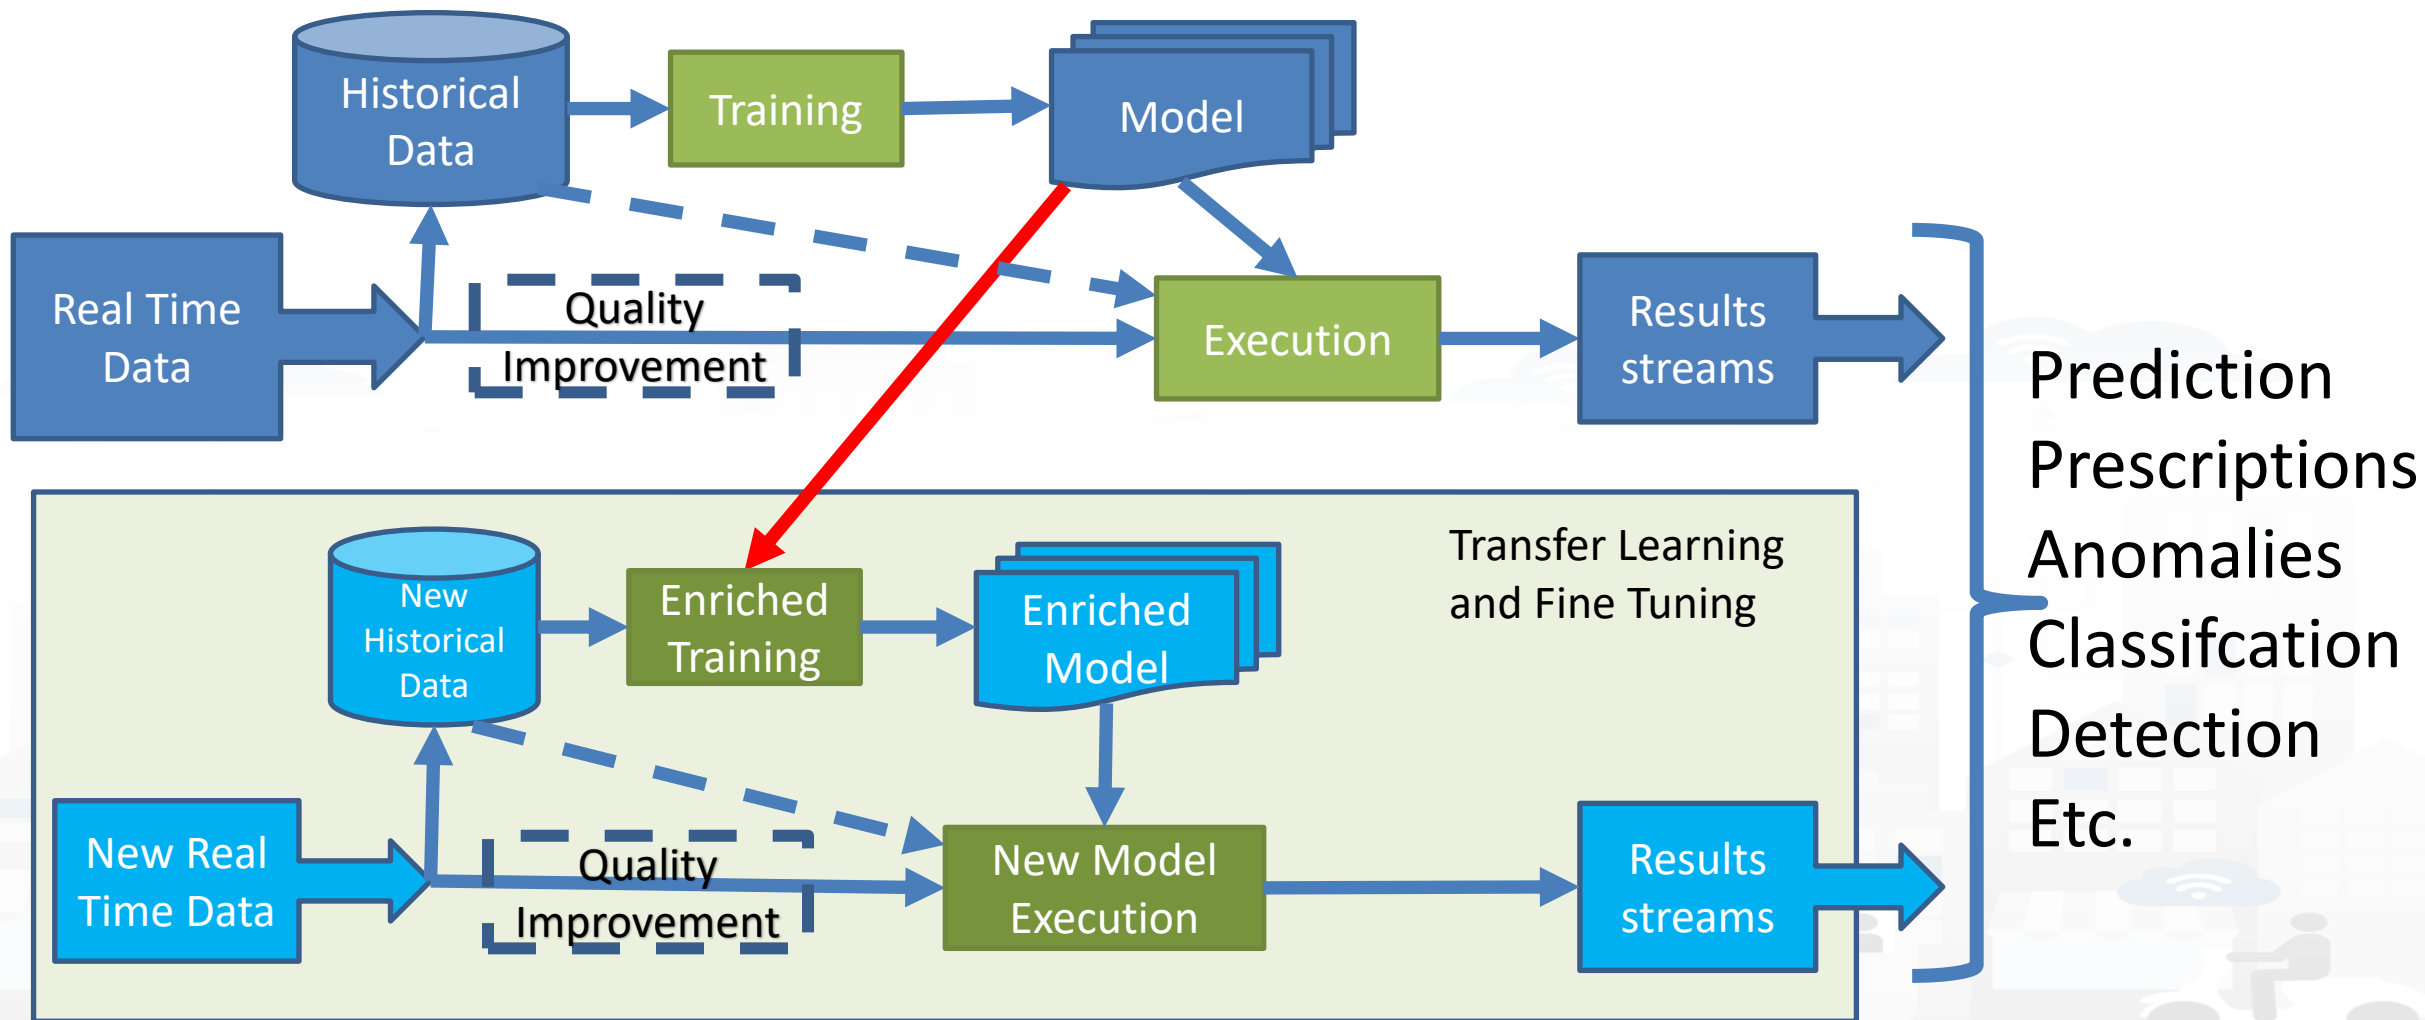 Historical
Data
Training
Model
Real Time
Data
Quality
Improvement
Execution
Results
streams
Transfer Learning
and Fine Tuning
New
Historical
Data
Enriched
Training
Enriched
Model
New Real
Time Data
Quality
Improvement
New Model
Execution
Results
streams
Prediction
Prescriptions
Anomalies
Classifcation
Detection
Etc.